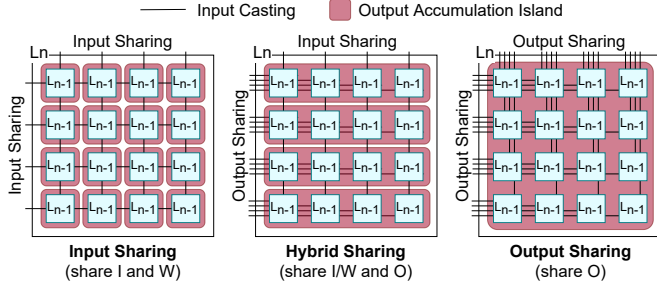 Input Casting
Output Accumulation Island
Input Sharing
Input Sharing
Output Sharing
Ln
Ln
Ln
Input Sharing
Ln-1 Ln-1 Ln-1 Ln-1
Ln-1 Ln-1 Ln-1 Ln-1
Ln-1 Ln-1 Ln-1 Ln-1
Ln-1 Ln-1 Ln-1 Ln-1
Output Sharing
Ln-1 Ln-1 Ln-1 Ln-1
Ln-1 Ln-1 Ln-1 Ln-1
Ln-1 Ln-1 Ln-1 Ln-1
Ln-1 Ln-1 Ln-1 Ln-1
Output Sharing
Ln-1 Ln-1 Ln-1 Ln-1
Ln-1 Ln-1 Ln-1 Ln-1
Ln-1 Ln-1 Ln-1 Ln-1
Ln-1 Ln-1 Ln-1 Ln-1
Input Sharing
(share I and W)
Hybrid Sharing
(share I/W and O)
Output Sharing
(share O)